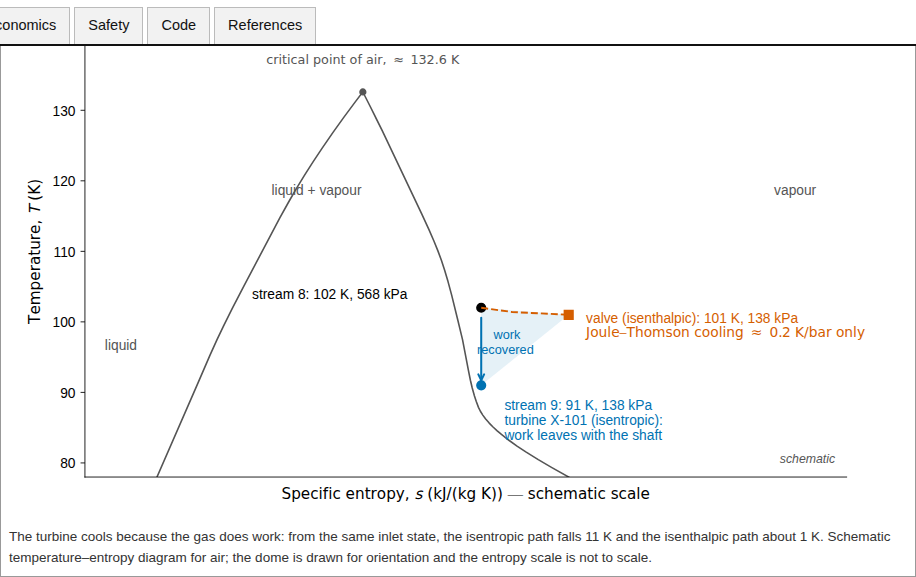 Safety
Code
References
critical point of air, ≈ 132.6 K
130
120
110
100
90
80
Temperature, T (K)
liquid + vapour
vapour
stream 8: 102 K, 568 kPa
liquid
valve (isenthalpic): 101 K, 138 kPa
Joule–Thomson cooling ≈ 0.2 K/bar only
work
recovered
stream 9: 91 K, 138 kPa
turbine X-101 (isentropic):
work leaves with the shaft
schematic
Specific entropy, s (kJ/(kg K)) — schematic scale
The turbine cools because the gas does work: from the same inlet state, the isentropic path falls 11 K and the isenthalpic path about 1 K. Schematic
temperature–entropy diagram for air; the dome is drawn for orientation and the entropy scale is not to scale.